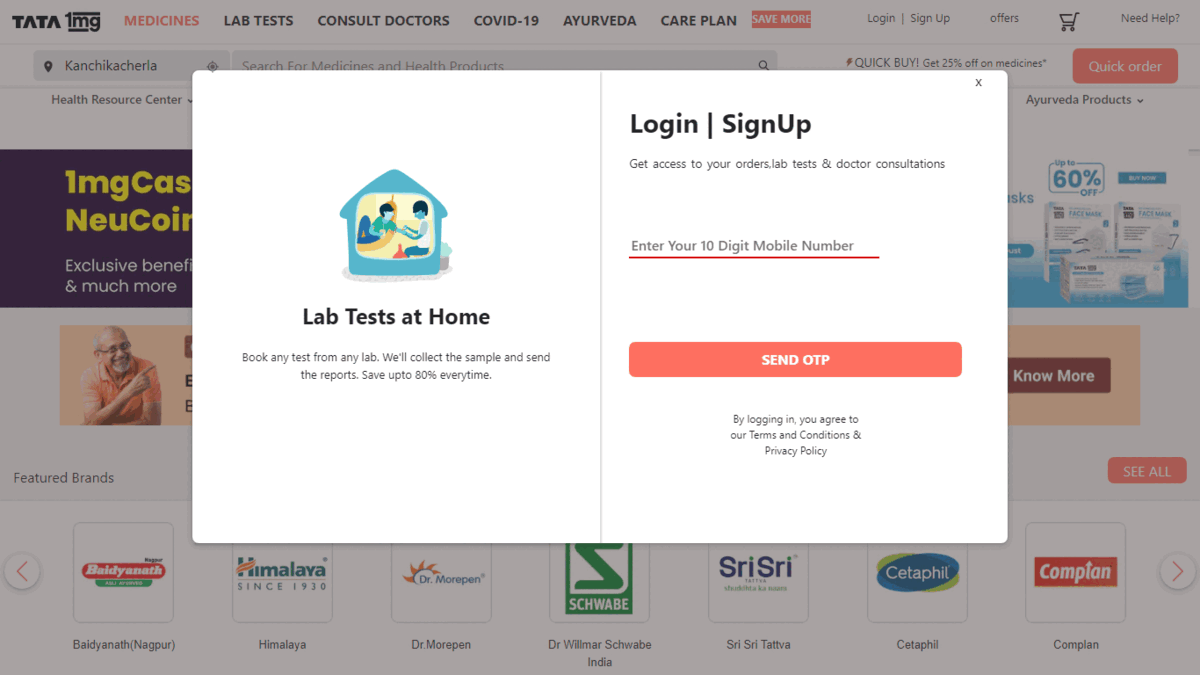 TATA 1mg MEDICINES LAB TESTS CONSULT DOCTORS COVID-19 AYURVEDA CARE PLAN SAVE MORE Login | Sign Up offers Need Help?
Kanchikacherla Search For Medicines and Health Products QUICK BUY! Get 25% off on medicines* Quick order
Health Resource Center Ayurveda Products
x
Login | SignUp
Get access to your orders,lab tests & doctor consultations
Enter Your 10 Digit Mobile Number
SEND OTP
By logging in, you agree to
our Terms and Conditions &
Privacy Policy
Lab Tests at Home
Book any test from any lab. We'll collect the sample and send
the reports. Save upto 80% everytime.
1mgCas
NeuCoin
Exclusive benefi
& much more
Up to
60%
OFF
BUY NOW
TATA 1mg FACE MASK
Know More
Featured Brands
SEE ALL
Nagpur
Baidyanath
Himalaya
SINCE 1930
Dr. Morepen
SCHWABE
Sri Sri
TATTVA
Cetaphil
Complan
Baidyanath(Nagpur)
Himalaya
Dr.Morepen
Dr Willmar Schwabe
India
Sri Sri Tattva
Cetaphil
Complan